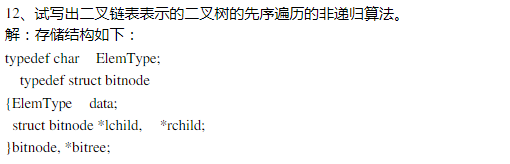 12、试写出二叉链表表示的二叉树的先序遍历的非递归算法。
解：存储结构如下：
typedef char    ElemType;
typedef struct bitnode
{ElemType    data;
struct bitnode *lchild,    *rchild;
}bitnode, *bitree;